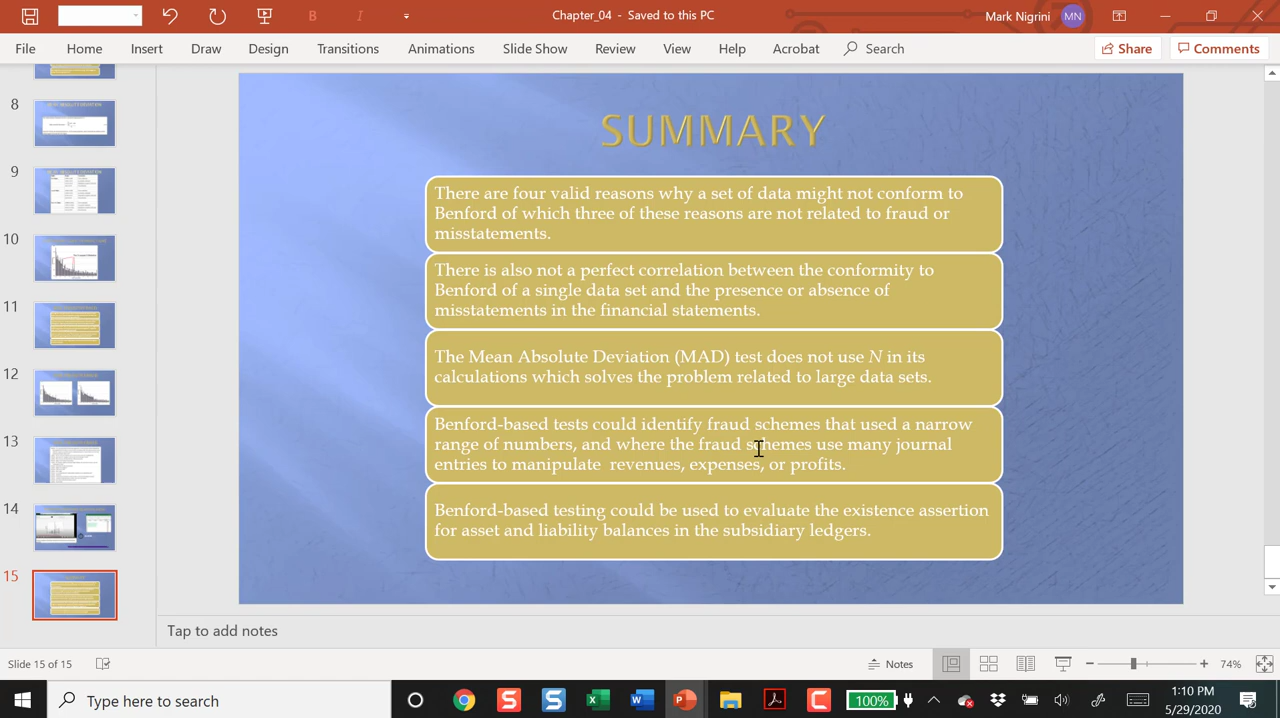 Chapter_04 - Saved to this PC
Mark Nigrini
MN
B
I
File
Home
Insert
Draw
Design
Slide Show
Transitions
Animations
Review
View
Help
Acrobat
Search
Share
Comments
8
9
10
11
12
13
14
15
SUMMARY
There are four valid reasons why a set of data might not conform to
Benford of which three of these reasons are not related to fraud or
misstatements.
There is also not a perfect correlation between the conformity to
Benford of a single data set and the presence or absence of
misstatements in the financial statements.
The Mean Absolute Deviation (MAD) test does not use N in its
calculations which solves the problem related to large data sets.
Benford-based tests could identify fraud schemes that used a narrow
range of numbers, and where the fraud schemes use many journal
entries to manipulate  revenues, expenses, or profits.
Benford-based testing could be used to evaluate the existence assertion
for asset and liability balances in the subsidiary ledgers.
Tap to add notes
Slide 15 of 15
Notes
74%
Type here to search
100%
1:10 PM
5/29/2020